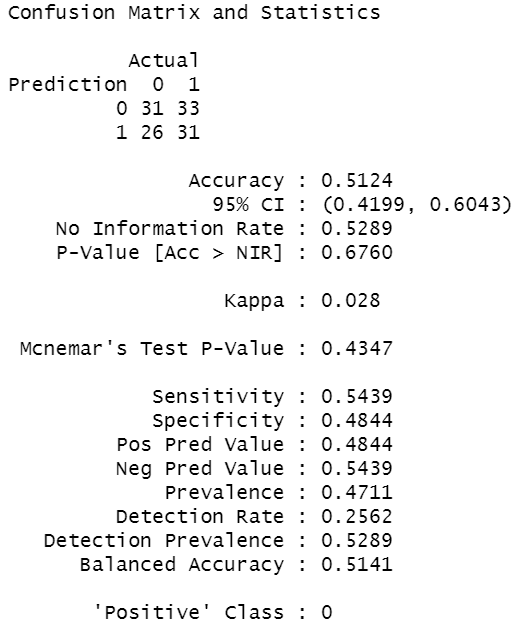 Confusion Matrix and Statistics
Actual
Prediction 0 1
0 31 33
1 26 31
Accuracy : 0.5124
95% CI : (0.4199, 0.6043)
No Information Rate : 0.5289
P-Value [Acc > NIR] : 0.6760
Kappa : 0.028
Mcnemar's Test P-Value : 0.4347
Sensitivity : 0.5439
Specificity : 0.4844
Pos Pred Value : 0.4844
Neg Pred Value : 0.5439
Prevalence : 0.4711
Detection Rate : 0.2562
Detection Prevalence : 0.5289
Balanced Accuracy : 0.5141
'Positive' Class : 0